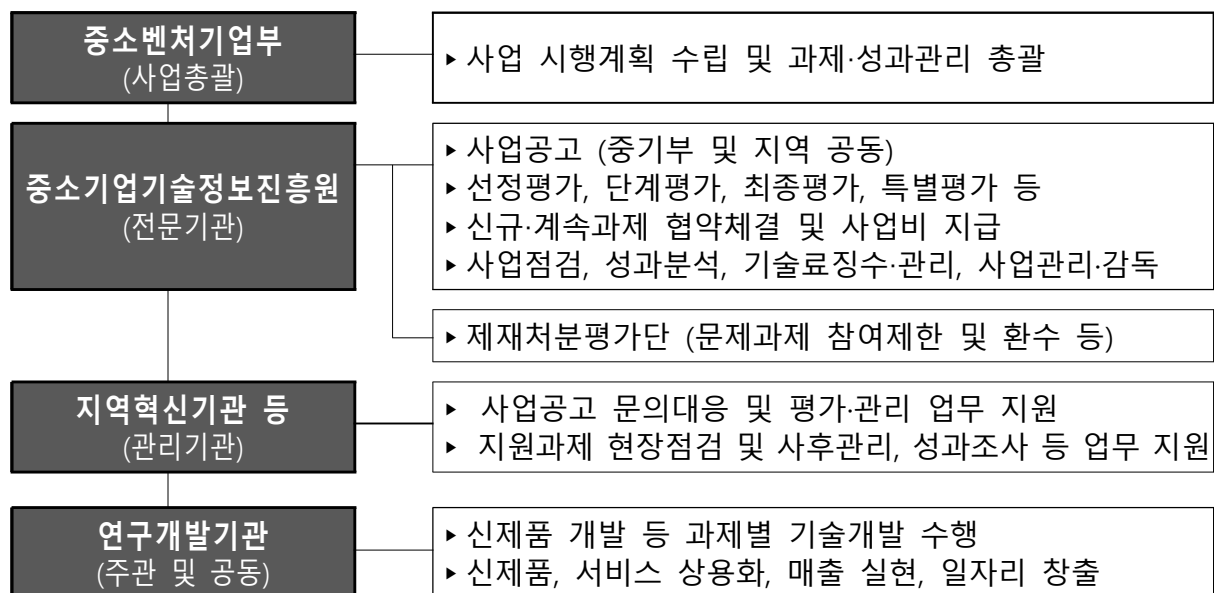 중소벤처기업부
(사업총괄)
▸사업 시행계획 수립 및 과제·성과관리 총괄
중소기업기술정보진흥원
(전문기관)
▸사업공고 (중기부 및 지역 공동)
▸선정평가, 단계평가, 최종평가, 특별평가 등
▸신규·계속과제 협약체결 및 사업비 지급
▸사업점검, 성과분석, 기술료징수·관리, 사업관리·감독
▸제재처분평가단 (문제과제 참여제한 및 환수 등)
지역혁신기관 등
(관리기관)
▸ 사업공고 문의대응 및 평가·관리 업무 지원
▸ 지원과제 현장점검 및 사후관리, 성과조사 등 업무 지원
연구개발기관
(주관 및 공동)
▸신제품 개발 등 과제별 기술개발 수행
▸신제품, 서비스 상용화, 매출 실현, 일자리 창출